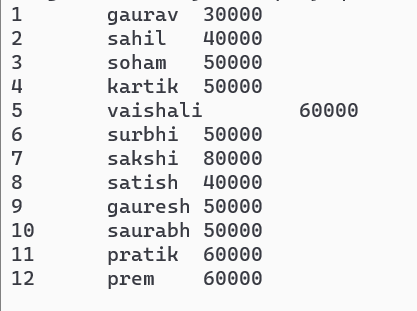 1 gaurav 30000
2 sahil 40000
3 soham 50000
4 kartik 50000
5 vaishali 60000
6 surbhi 50000
7 sakshi 80000
8 satish 40000
9 gauresh 50000
10 saurabh 50000
11 pratik 60000
12 prem 60000